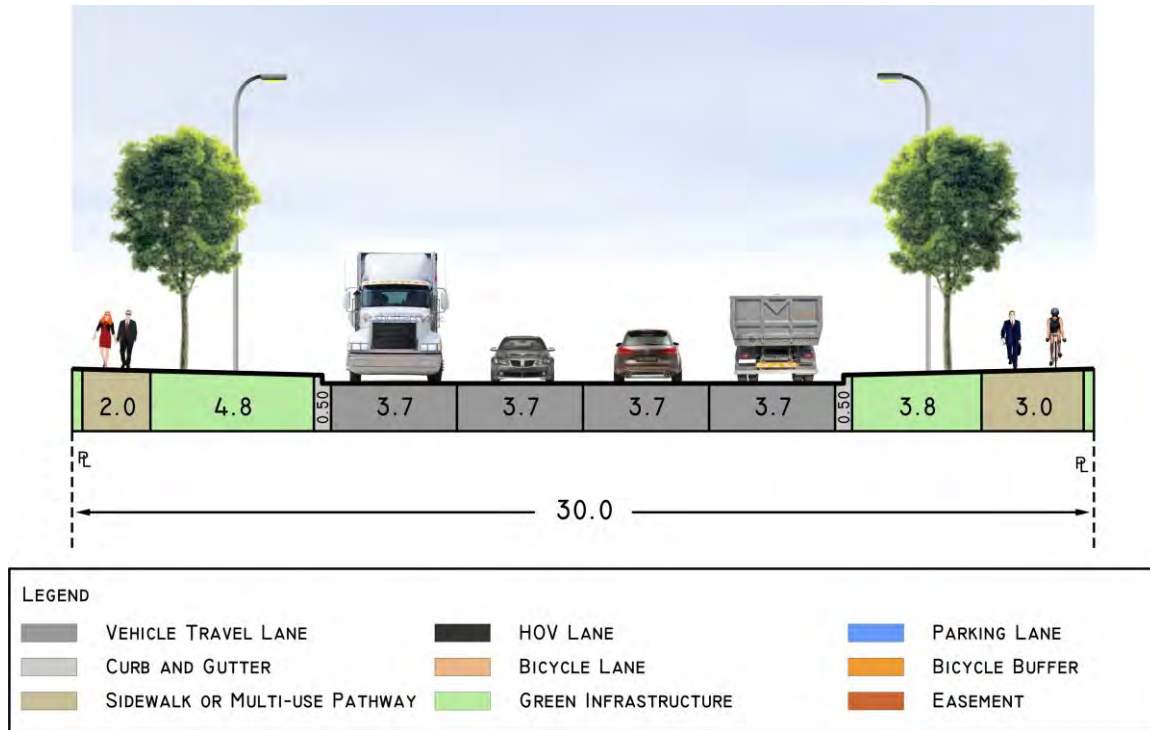 2.0 4.8 0.50 3.7 3.7 3.7 3.7 0.50 3.8 3.0
PL PL
30.0
LEGEND
VEHICLE TRAVEL LANE HOV LANE PARKING LANE
CURB AND GUTTER BICYCLE LANE BICYCLE BUFFER
SIDEWALK OR MULTI-USE PATHWAY GREEN INFRASTRUCTURE EASEMENT